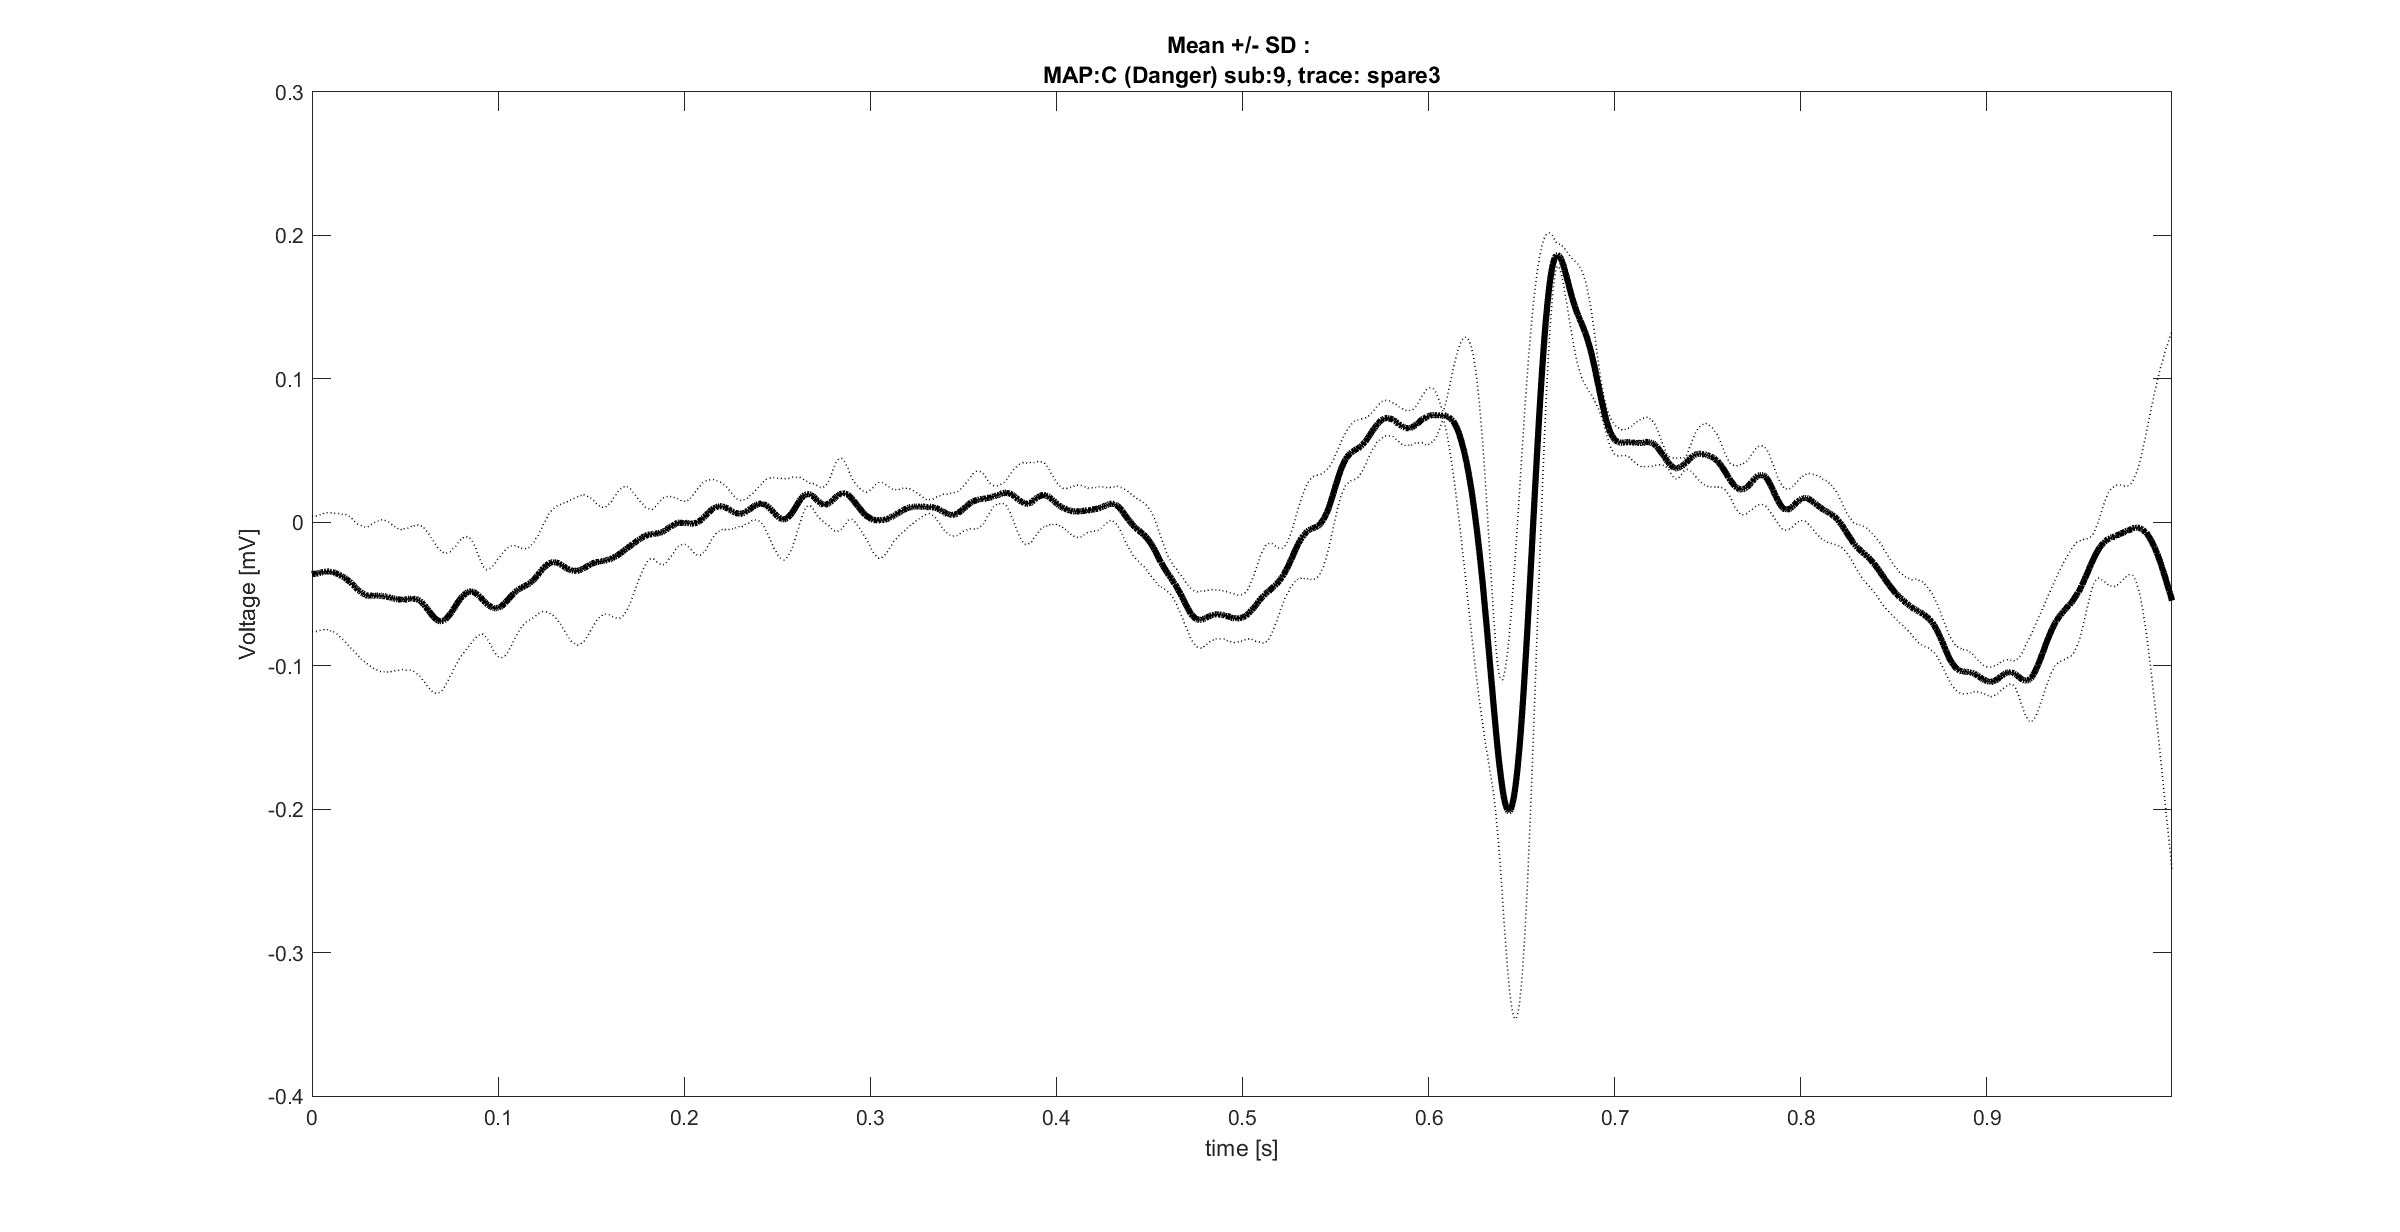 Mean +/- SD :
MAP:C (Danger) sub:9, trace: spare3
0.3
0.2
0.1
0
-0.1
-0.2
-0.3
-0.4
Voltage [mV]
0 0.1 0.2 0.3 0.4 0.5 0.6 0.7 0.8 0.9
time [s]